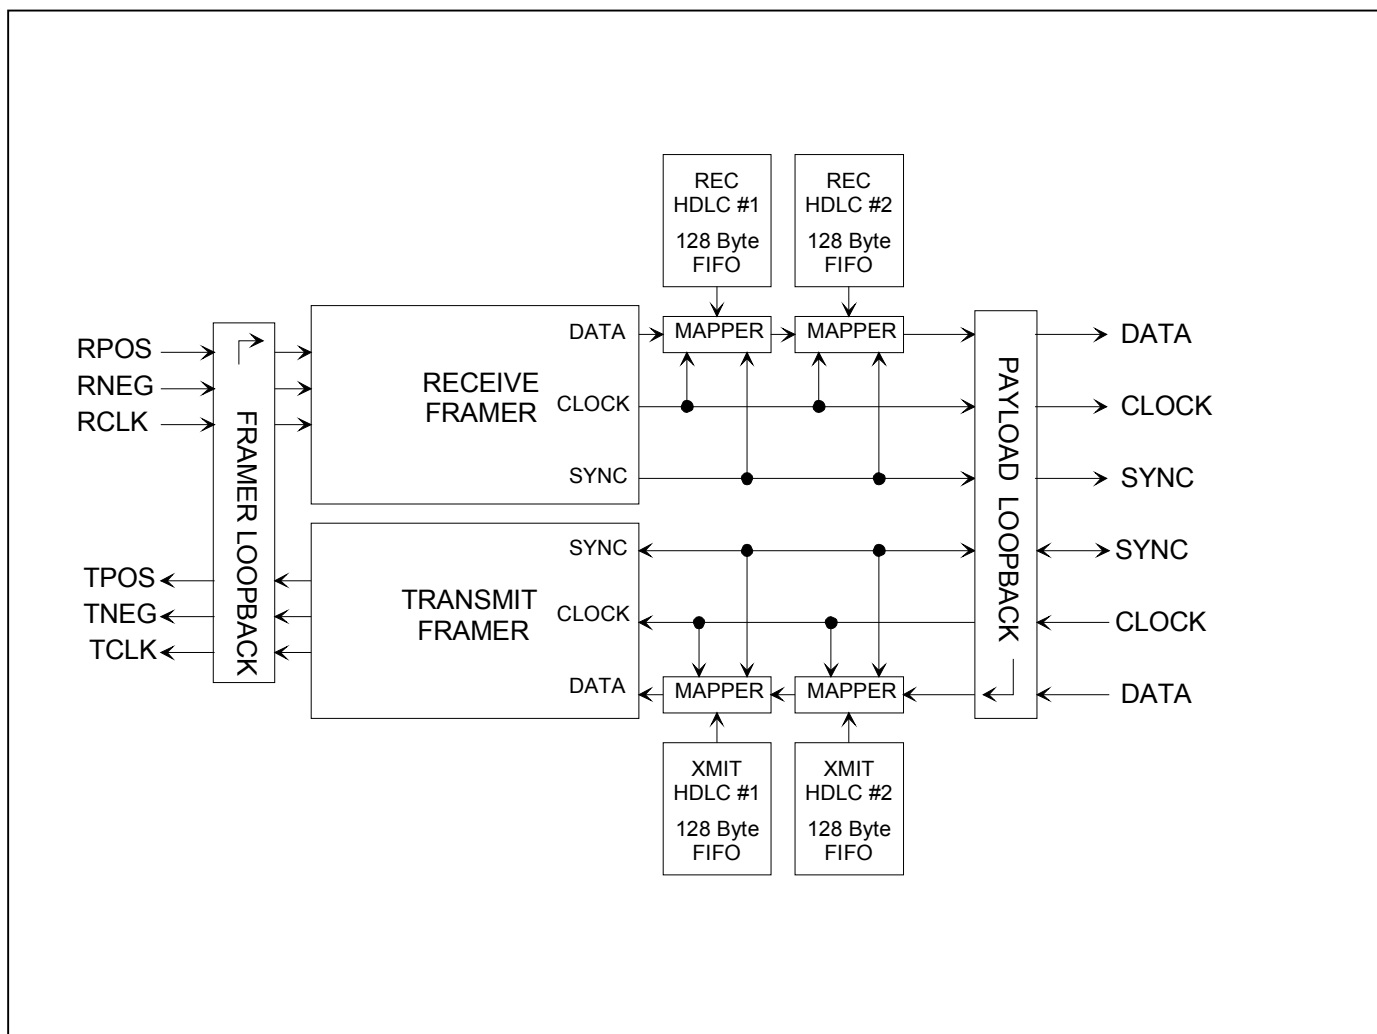 REC
HDLC #1
128 Byte
FIFO
REC
HDLC #2
128 Byte
FIFO
RPOS
RNEG
RCLK
FRAMER LOOPBACK
RECEIVE
FRAMER
DATA
CLOCK
SYNC
MAPPER
MAPPER
PAYLOAD LOOPBACK
DATA
CLOCK
SYNC
TPOS
TNEG
TCLK
TRANSMIT
FRAMER
SYNC
CLOCK
DATA
MAPPER
MAPPER
SYNC
CLOCK
DATA
XMIT
HDLC #1
128 Byte
FIFO
XMIT
HDLC #2
128 Byte
FIFO